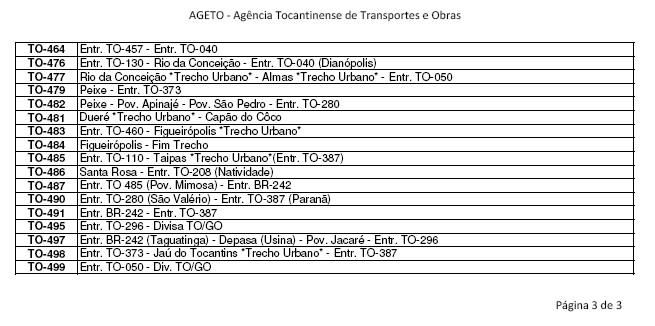 AGETO - Agência Tocantinense de Transportes e Obras
TO-464 Entr. TO-457 - Entr. TO-040
TO-476 Entr. TO-130 - Rio da Conceição - Entr. TO-040 (Dianópolis)
TO-477 Rio da Conceição *Trecho Urbano* - Almas *Trecho Urbano* - Entr. TO-050
TO-479 Peixe - Entr. TO-373
TO-482 Peixe - Pov. Apinajé - Pov. São Pedro - Entr. TO-280
TO-481 Dueré *Trecho Urbano* - Capão do Côco
TO-483 Entr. TO-460 - Figueirópolis *Trecho Urbano*
TO-484 Figueirópolis - Fim Trecho
TO-485 Entr. TO-110 - Taipas *Trecho Urbano*(Entr. TO-387)
TO-486 Santa Rosa - Entr. TO-208 (Natividade)
TO-487 Entr. TO 485 (Pov. Mimosa) - Entr. BR-242
TO-490 Entr. TO-280 (São Valério) - Entr. TO-387 (Paranã)
TO-491 Entr. BR-242 - Entr. TO-387
TO-495 Entr. TO-296 - Divisa TO/GO
TO-497 Entr. BR-242 (Taguatinga) - Depasa (Usina) - Pov. Jacaré - Entr. TO-296
TO-498 Entr. TO-373 - Jaú do Tocantins *Trecho Urbano* - Entr. TO-387
TO-499 Entr. TO-050 - Div. TO/GO
Página 3 de 3